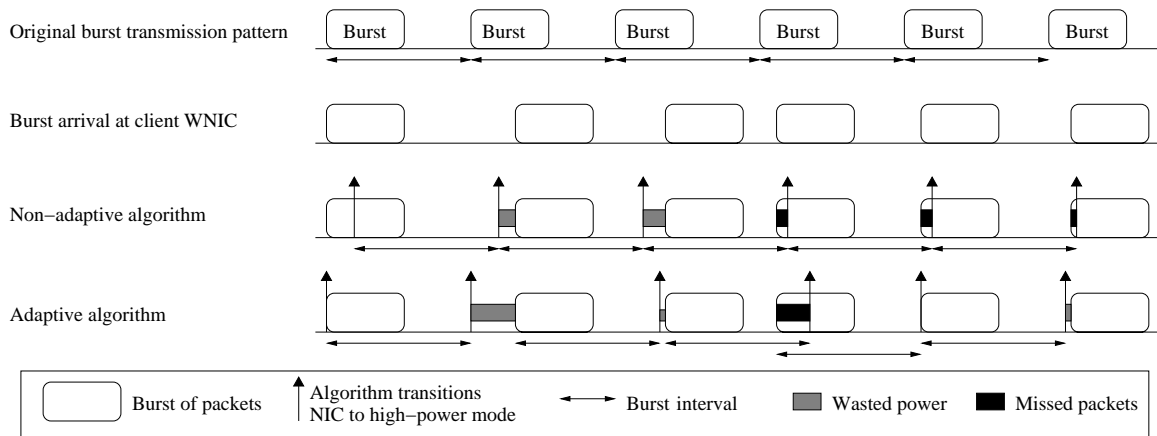 Original burst transmission pattern
Burst Burst Burst Burst Burst Burst
Burst arrival at client WNIC
Non−adaptive algorithm
Adaptive algorithm
Burst of packets
Algorithm transitions
NIC to high−power mode
Burst interval
Wasted power
Missed packets